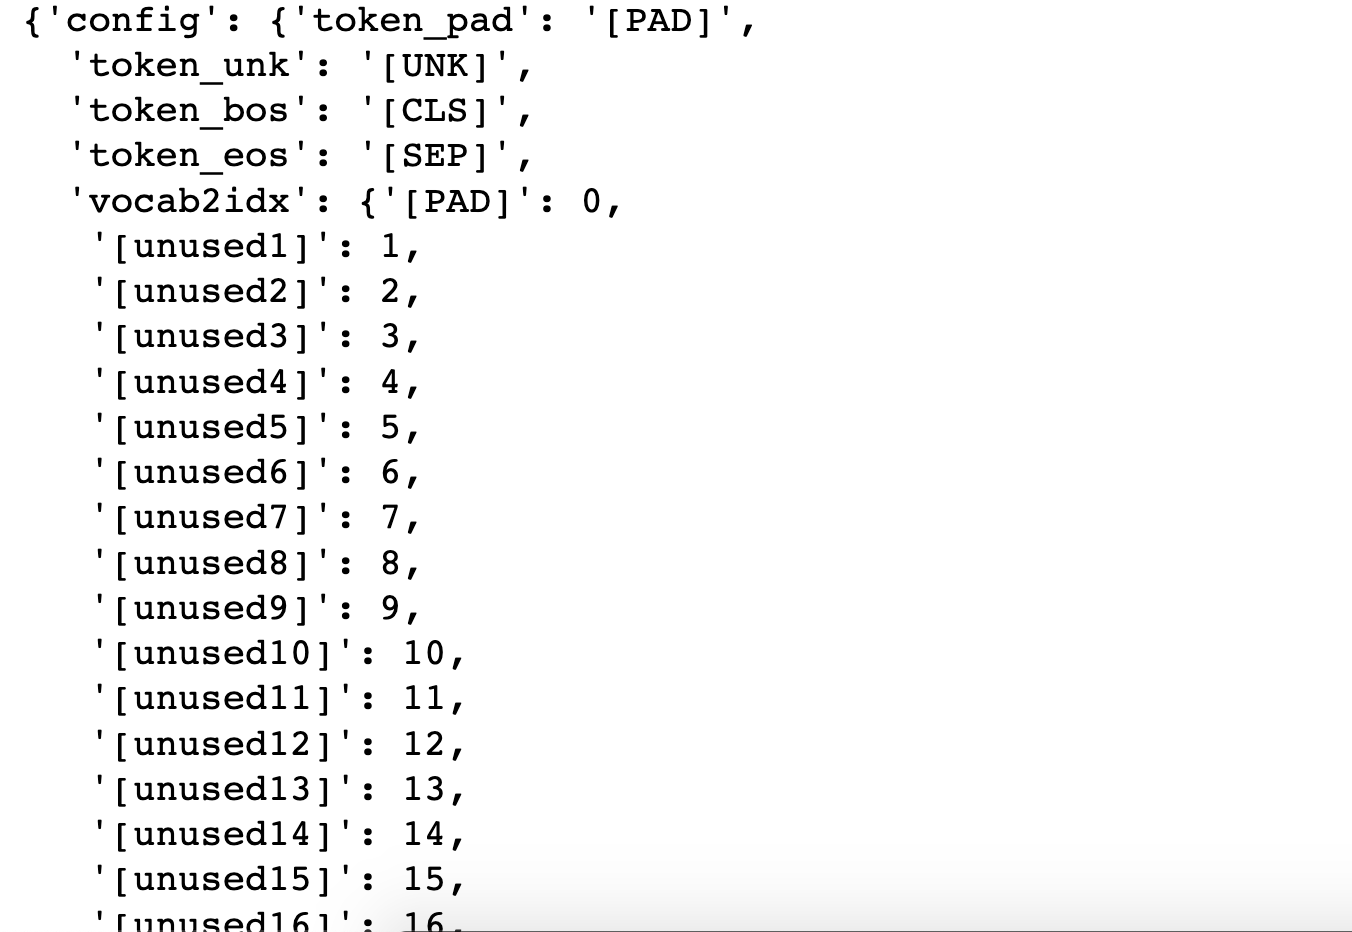 {'config': {'token_pad': '[PAD]',
  'token_unk': '[UNK]',
  'token_bos': '[CLS]',
  'token_eos': '[SEP]',
  'vocab2idx': {'[PAD]': 0,
   '[unused1]': 1,
   '[unused2]': 2,
   '[unused3]': 3,
   '[unused4]': 4,
   '[unused5]': 5,
   '[unused6]': 6,
   '[unused7]': 7,
   '[unused8]': 8,
   '[unused9]': 9,
   '[unused10]': 10,
   '[unused11]': 11,
   '[unused12]': 12,
   '[unused13]': 13,
   '[unused14]': 14,
   '[unused15]': 15,
   '[unused16]': 16,